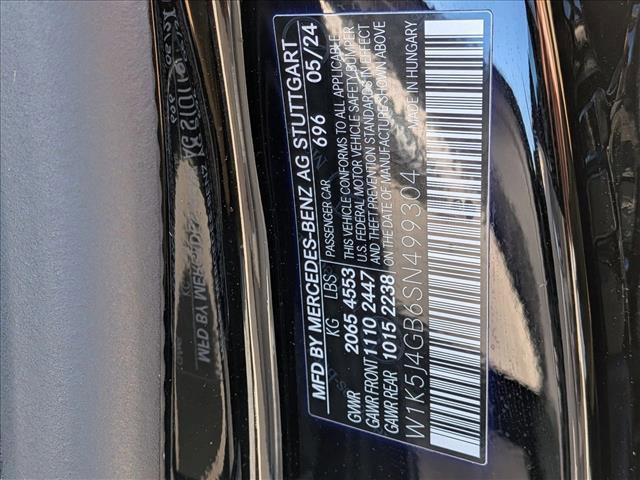 MFD BY MERCEDES-BENZ AG STUTTGART
696 05/24
KG LBS PASSENGER CAR
GVWR 2065 4553
GAWR FRONT 1110 2447
GAWR REAR 1015 2238
THIS VEHICLE CONFORMS TO ALL APPLICABLE
U.S. FEDERAL MOTOR VEHICLE SAFETY, BUMPER
AND THEFT PREVENTION STANDARDS IN EFFECT
ON THE DATE OF MANUFACTURE SHOWN ABOVE
W1K5J4GB6SN499304 MADE IN HUNGARY